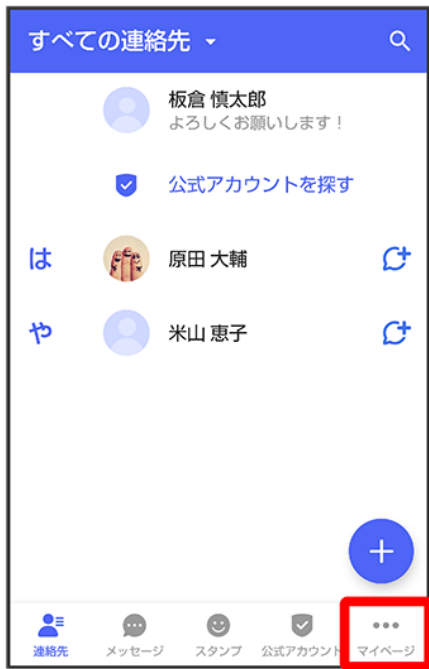 すべての連絡先
板倉 慎太郎
よろしくお願いします！
公式アカウントを探す
は 原田 大輔
や 米山 恵子
連絡先 メッセージ スタンプ 公式アカウント マイページ